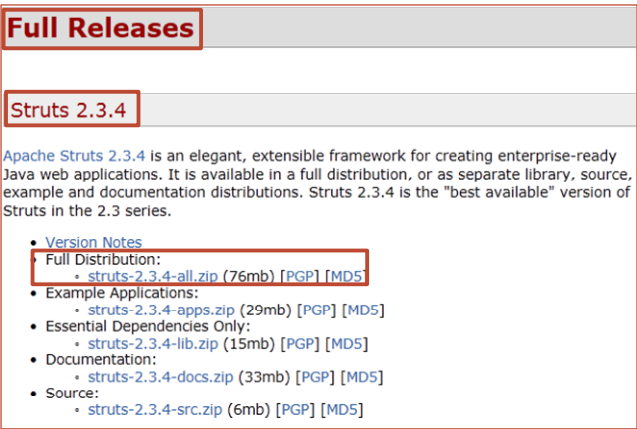 Full Releases
Struts 2.3.4
Apache Struts 2.3.4 is an elegant, extensible framework for creating enterprise-ready
Java web applications. It is available in a full distribution, or as separate library, source,
example and documentation distributions. Struts 2.3.4 is the "best available" version of
Struts in the 2.3 series.
• Version Notes
• Full Distribution:
◦ struts-2.3.4-all.zip (76mb) [PGP] [MD5]
• Example Applications:
◦ struts-2.3.4-apps.zip (29mb) [PGP] [MD5]
• Essential Dependencies Only:
◦ struts-2.3.4-lib.zip (15mb) [PGP] [MD5]
• Documentation:
◦ struts-2.3.4-docs.zip (33mb) [PGP] [MD5]
• Source:
◦ struts-2.3.4-src.zip (6mb) [PGP] [MD5]